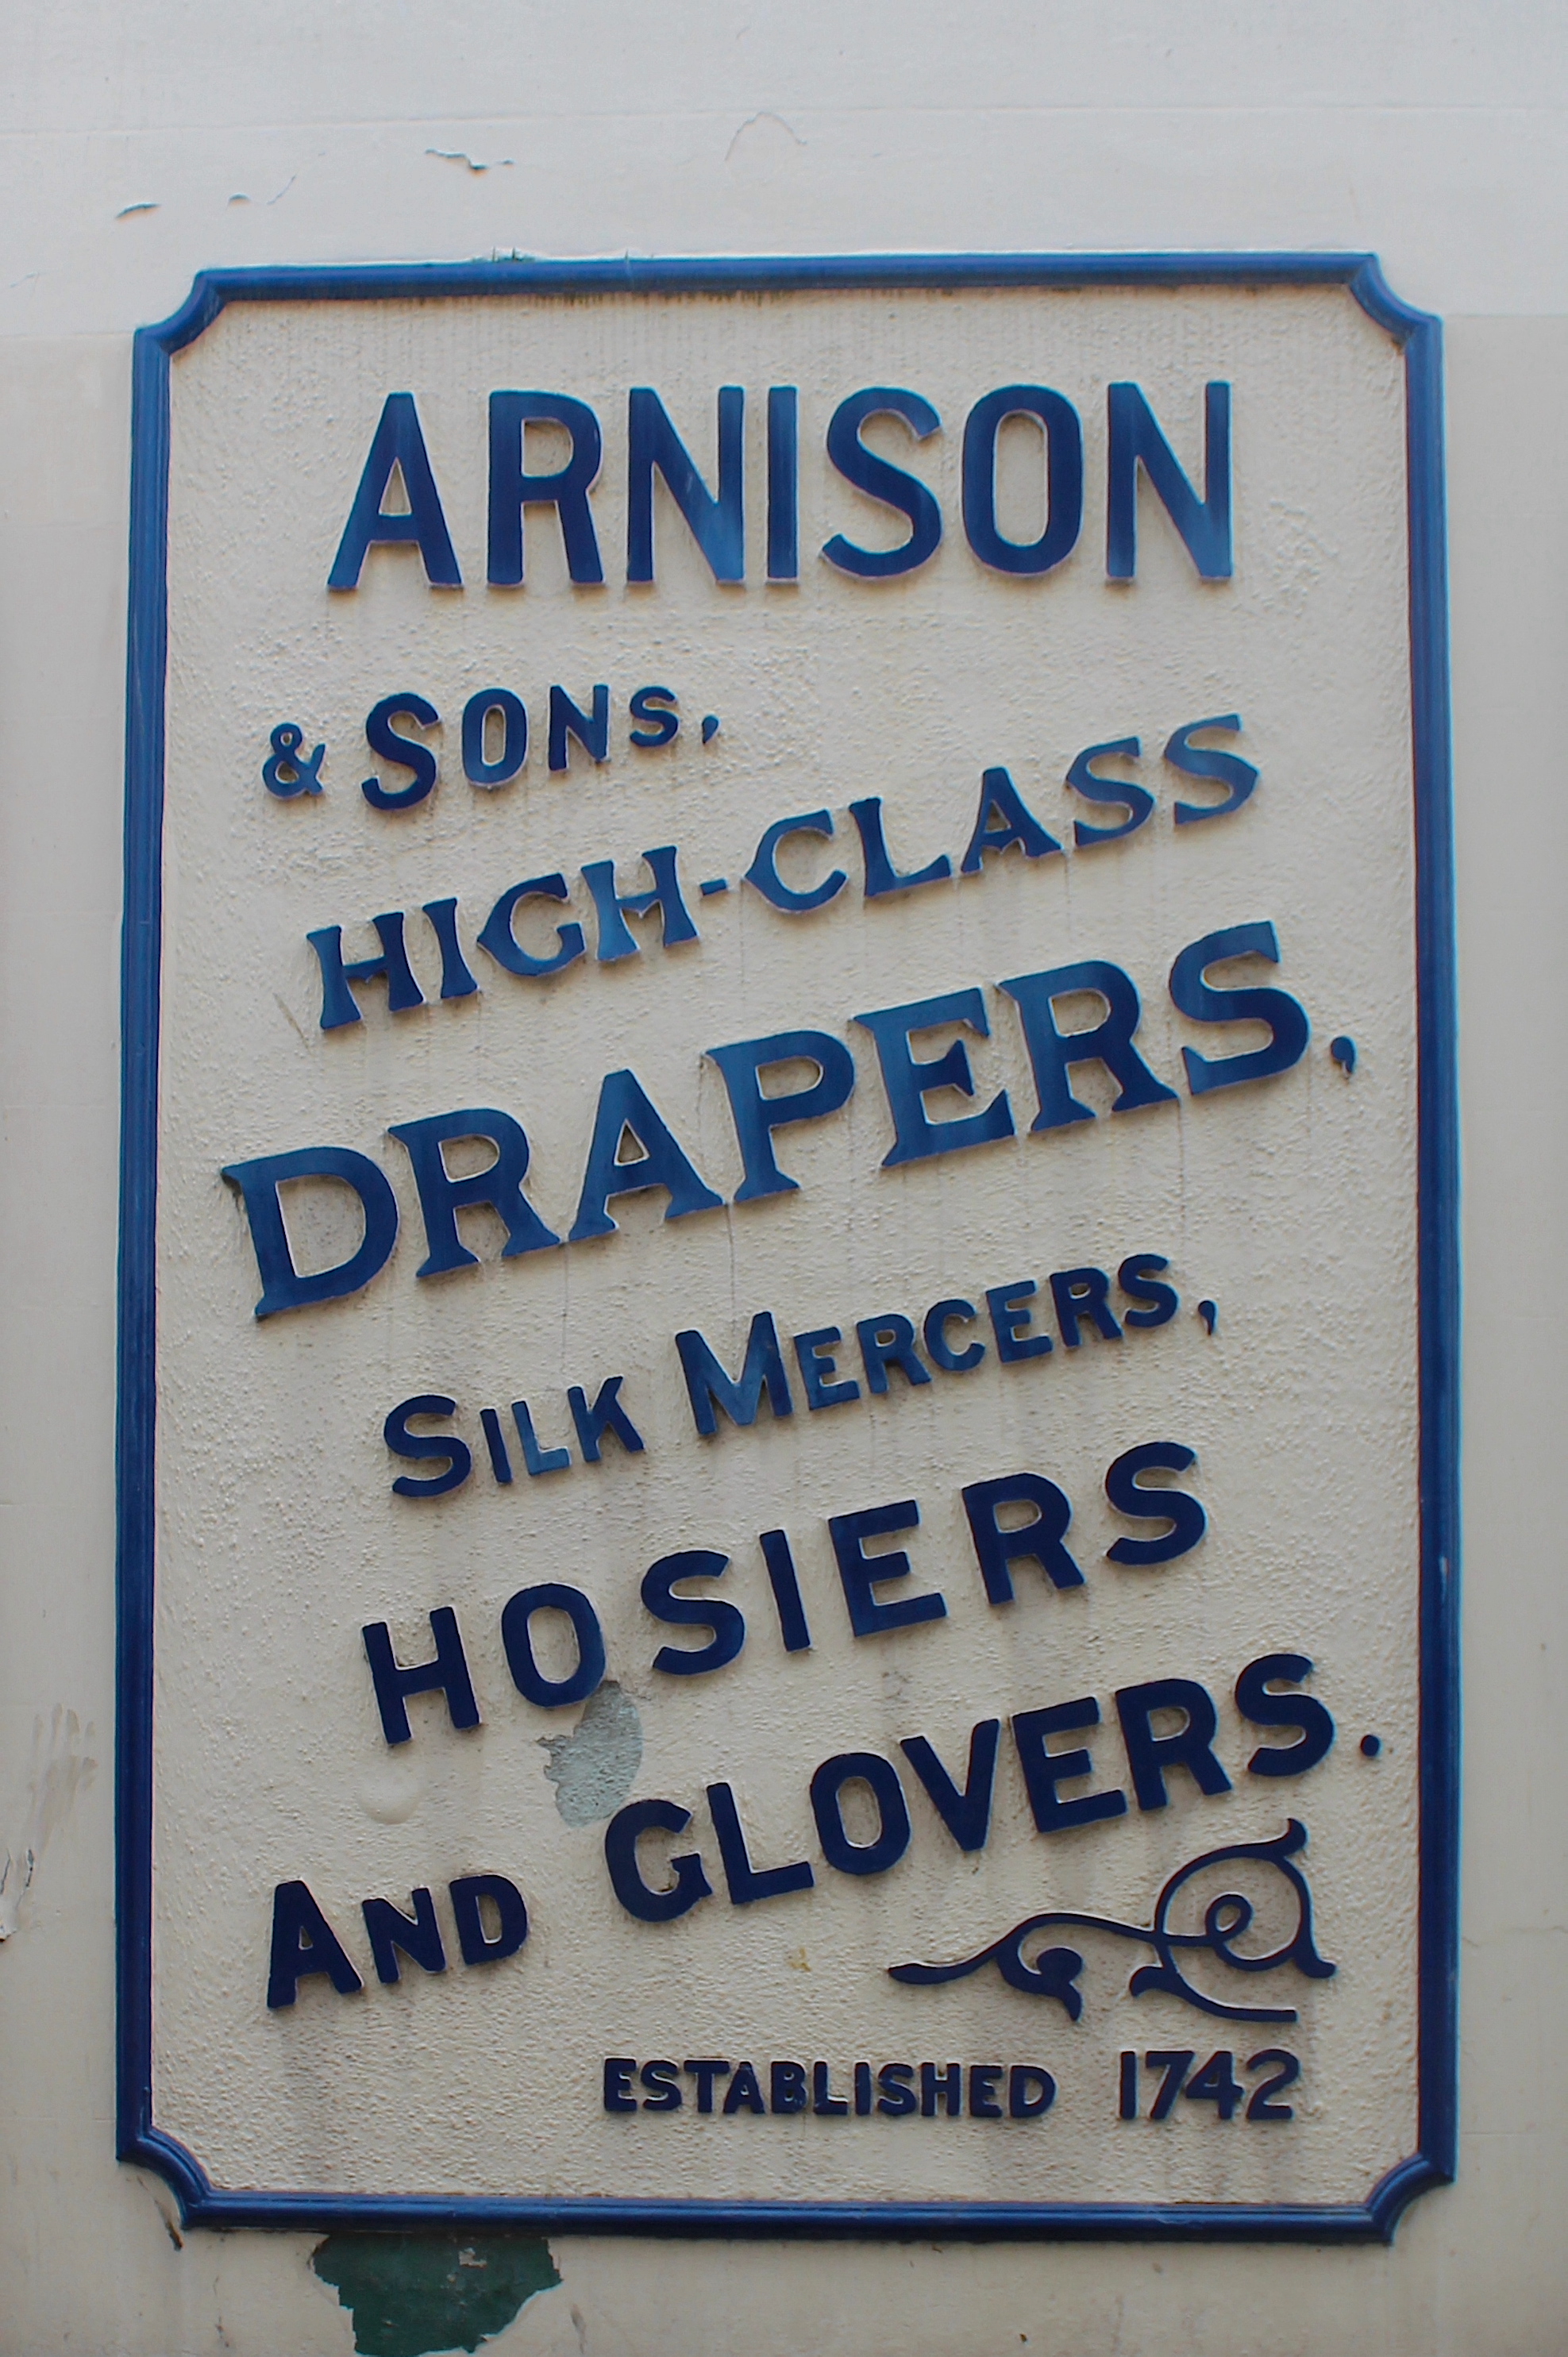 ARNISON
& SONS,
HIGH-CLASS
DRAPERS,
SILK MERCERS,
HOSIERS
AND GLOVERS.
ESTABLISHED 1742